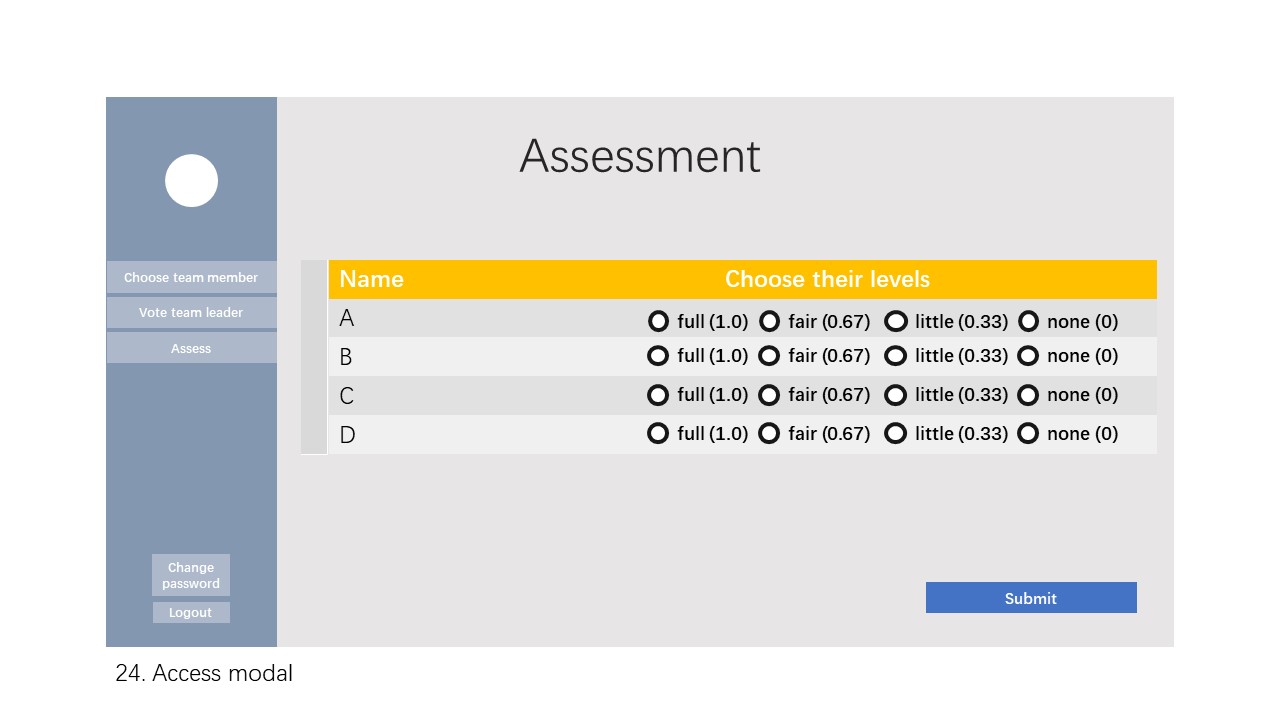 Assessment
Choose team member
Vote team leader
Assess
Change
password
Logout
Name Choose their levels
A full (1.0) fair (0.67) little (0.33) none (0)
B full (1.0) fair (0.67) little (0.33) none (0)
C full (1.0) fair (0.67) little (0.33) none (0)
D full (1.0) fair (0.67) little (0.33) none (0)
Submit
24. Access modal